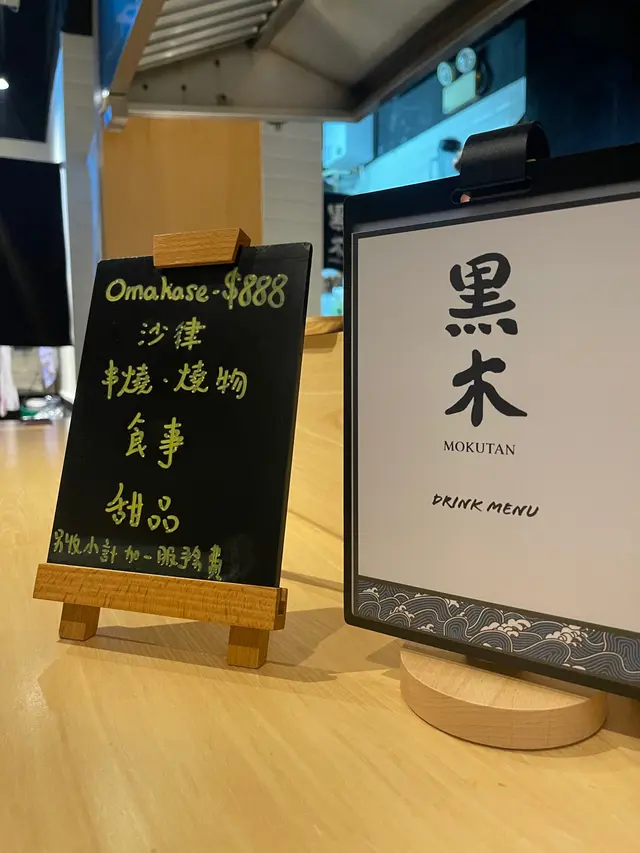 Omakase - $888
沙律
串燒·燒物
食事
甜品
另收小計加一服務費
黒木
MOKUTAN
DRINK MENU